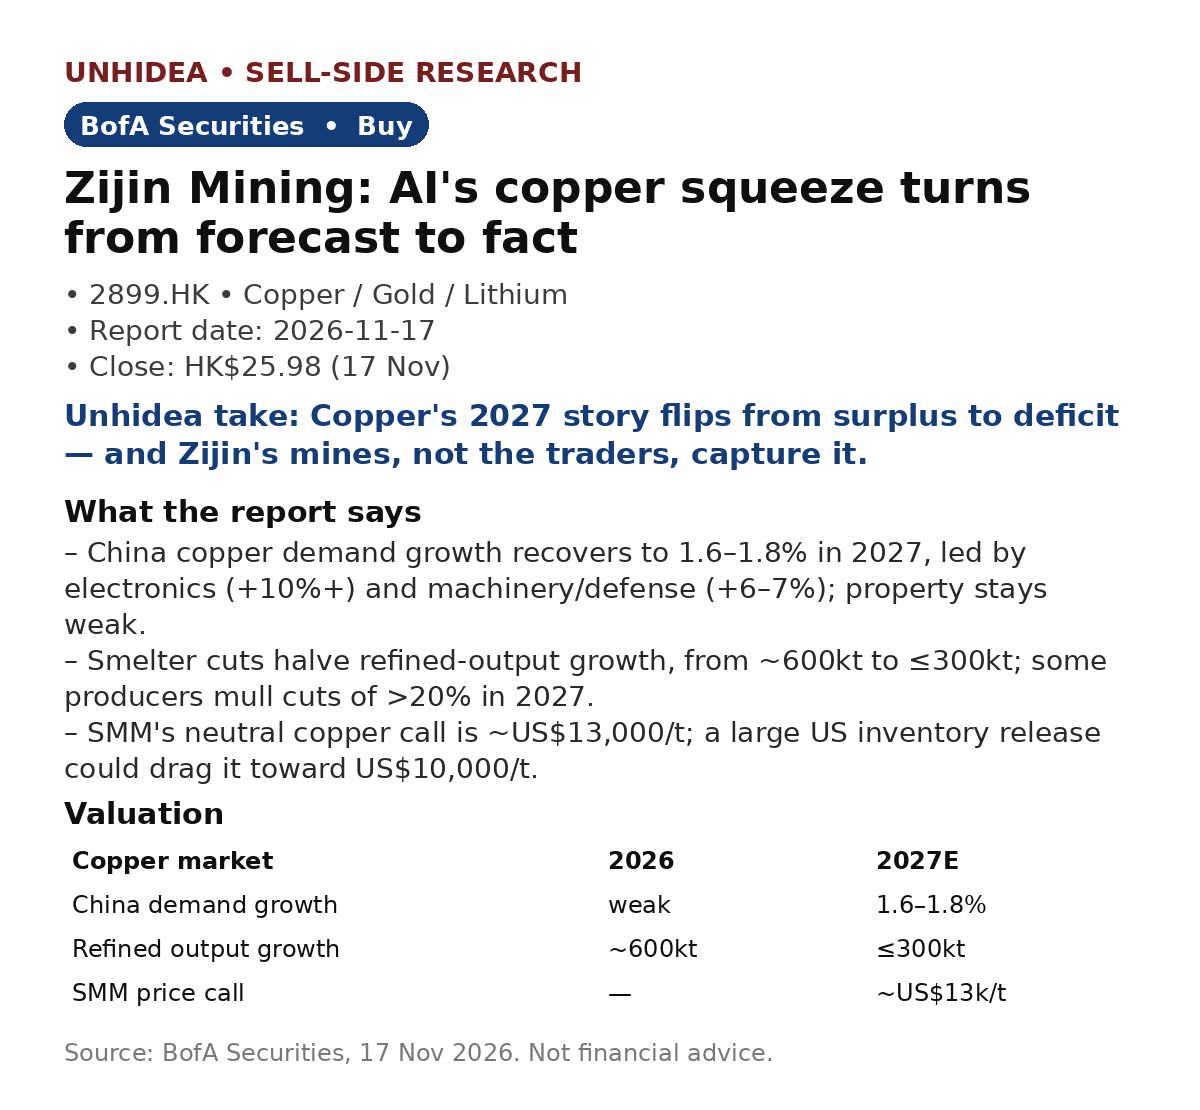 UNHIDEA • SELL-SIDE RESEARCH
BofA Securities • Buy
Zijin Mining: AI's copper squeeze turns
from forecast to fact
• 2899.HK • Copper / Gold / Lithium
• Report date: 2026-11-17
• Close: HK$25.98 (17 Nov)
Unhidea take: Copper's 2027 story flips from surplus to deficit
— and Zijin's mines, not the traders, capture it.
What the report says
– China copper demand growth recovers to 1.6–1.8% in 2027, led by
electronics (+10%+) and machinery/defense (+6–7%); property stays
weak.
– Smelter cuts halve refined-output growth, from ~600kt to ≤300kt; some
producers mull cuts of >20% in 2027.
– SMM's neutral copper call is ~US$13,000/t; a large US inventory release
could drag it toward US$10,000/t.
Valuation
Copper market 2026 2027E
China demand growth weak 1.6–1.8%
Refined output growth ~600kt ≤300kt
SMM price call — ~US$13k/t
Source: BofA Securities, 17 Nov 2026. Not financial advice.